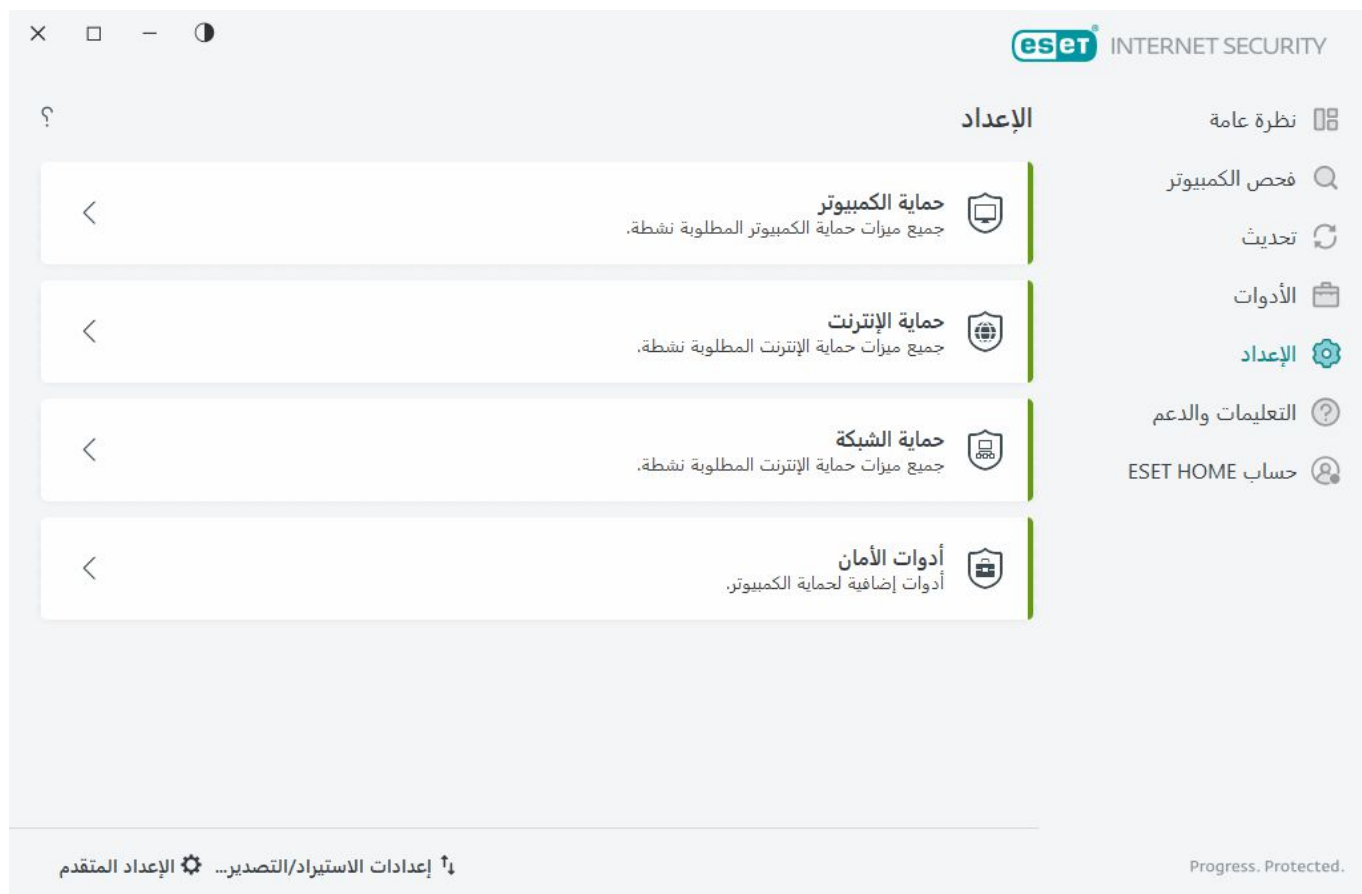 eset® INTERNET SECURITY
نظرة عامة
فحص الكمبيوتر
تحديث
الأدوات
الإعداد
التعليمات والدعم
حساب ESET HOME
الإعداد
؟
حماية الكمبيوتر
جميع ميزات حماية الكمبيوتر المطلوبة نشطة.
حماية الإنترنت
جميع ميزات حماية الإنترنت المطلوبة نشطة.
حماية الشبكة
جميع ميزات حماية الإنترنت المطلوبة نشطة.
أدوات الأمان
أدوات إضافية لحماية الكمبيوتر.
إعدادات الاستيراد/التصدير... الإعداد المتقدم
Progress. Protected.